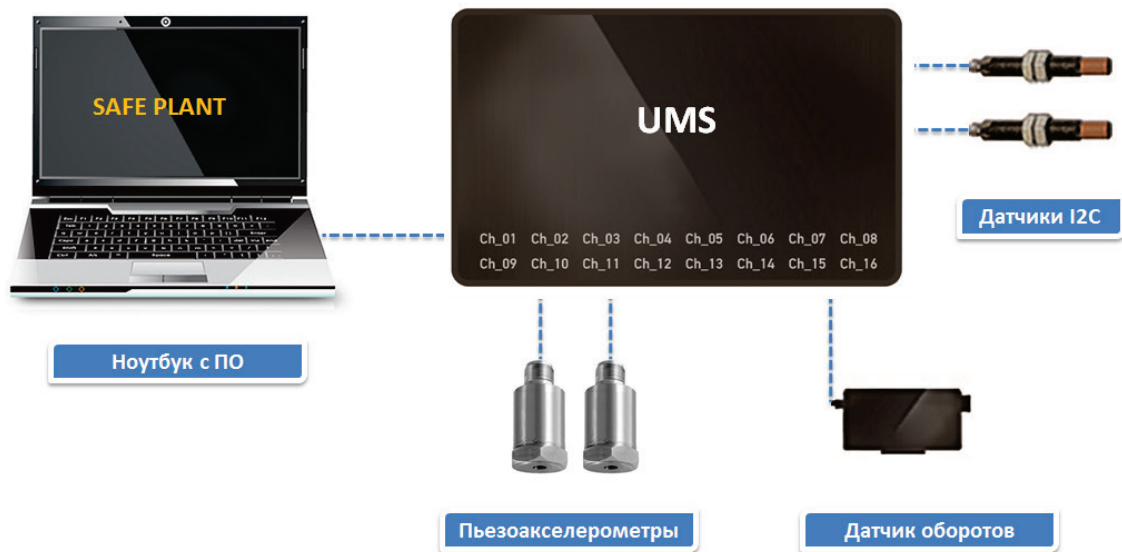 SAFE PLANT
UMS
Ch_01 Ch_02 Ch_03 Ch_04 Ch_05 Ch_06 Ch_07 Ch_08
Ch_09 Ch_10 Ch_11 Ch_12 Ch_13 Ch_14 Ch_15 Ch_16
Датчики I2C
Ноутбук с ПО
Пьезоакселерометры
Датчик оборотов